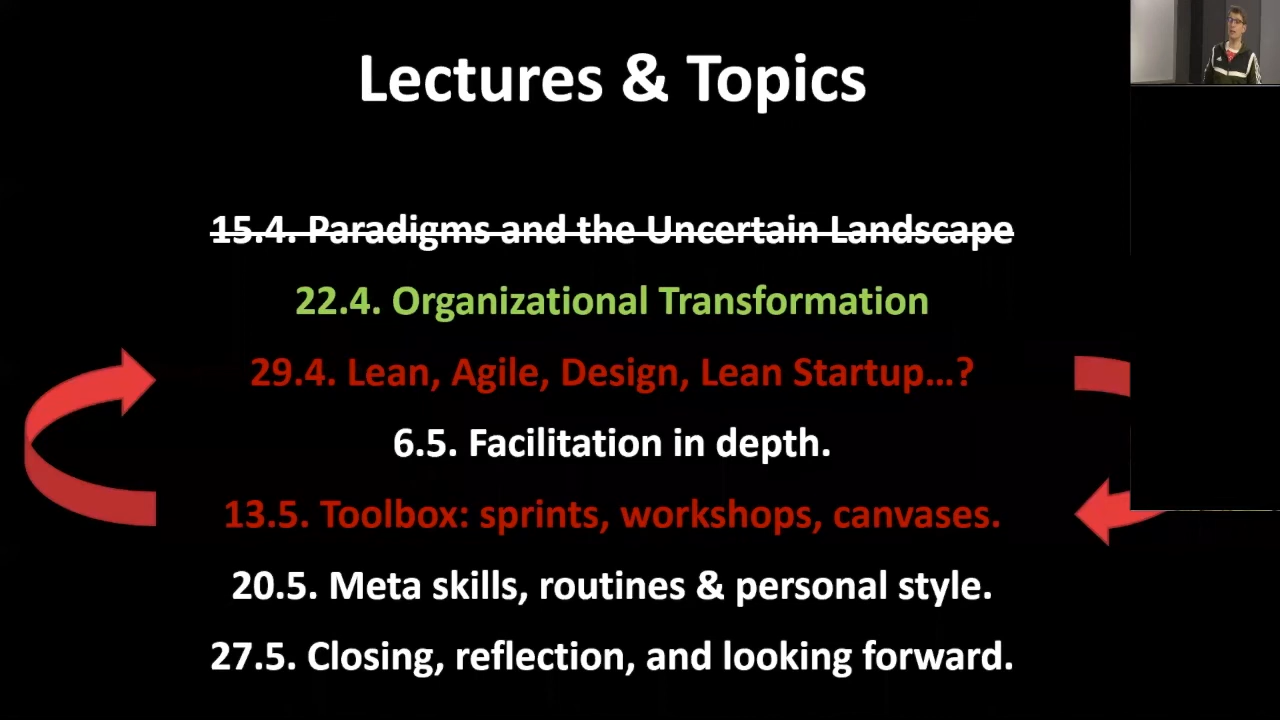 Lectures & Topics
15.4. Paradigms and the Uncertain Landscape
22.4. Organizational Transformation
29.4. Lean, Agile, Design, Lean Startup...?
6.5. Facilitation in depth.
13.5. Toolbox: sprints, workshops, canvases.
20.5. Meta skills, routines & personal style.
27.5. Closing, reflection, and looking forward.